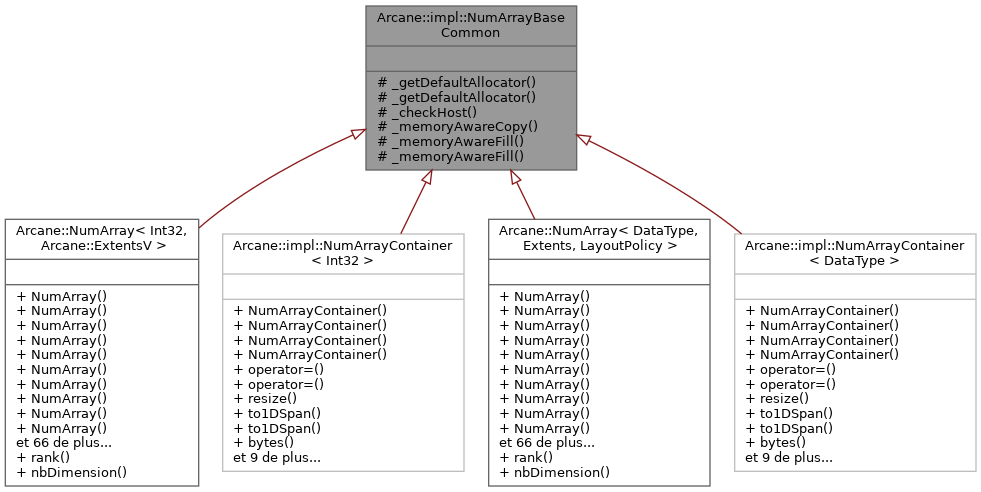 Arcane::impl::NumArrayBase
Common
# _getDefaultAllocator()
# _getDefaultAllocator()
# _checkHost()
# _memoryAwareCopy()
# _memoryAwareFill()
# _memoryAwareFill()
Arcane::NumArray< Int32,
Arcane::ExtentsV >
+ NumArray()
+ NumArray()
+ NumArray()
+ NumArray()
+ NumArray()
+ NumArray()
+ NumArray()
+ NumArray()
+ NumArray()
+ NumArray()
et 66 de plus...
+ rank()
+ nbDimension()
Arcane::impl::NumArrayContainer
< Int32 >
+ NumArrayContainer()
+ NumArrayContainer()
+ NumArrayContainer()
+ NumArrayContainer()
+ operator=()
+ operator=()
+ resize()
+ to1DSpan()
+ to1DSpan()
+ bytes()
et 9 de plus...
Arcane::NumArray< DataType,
Extents, LayoutPolicy >
+ NumArray()
+ NumArray()
+ NumArray()
+ NumArray()
+ NumArray()
+ NumArray()
+ NumArray()
+ NumArray()
+ NumArray()
+ NumArray()
et 66 de plus...
+ rank()
+ nbDimension()
Arcane::impl::NumArrayContainer
< DataType >
+ NumArrayContainer()
+ NumArrayContainer()
+ NumArrayContainer()
+ NumArrayContainer()
+ operator=()
+ operator=()
+ resize()
+ to1DSpan()
+ to1DSpan()
+ bytes()
et 9 de plus...